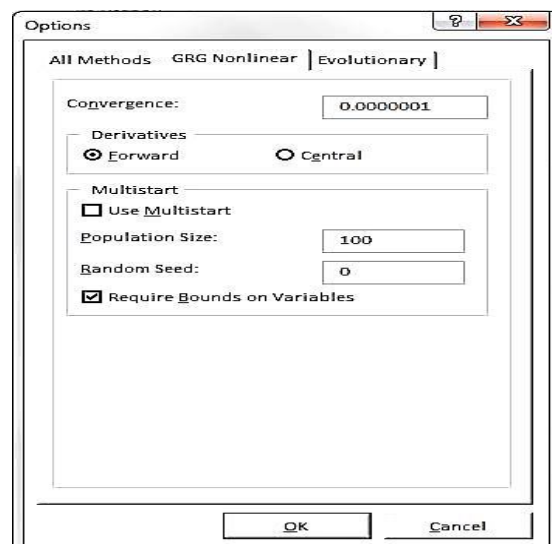 Options
?
All Methods GRG Nonlinear Evolutionary
Convergence: 0.0000001
Derivatives
Forward Central
Multistart
Use Multistart
Population Size: 100
Random Seed: 0
Require Bounds on Variables
OK Cancel